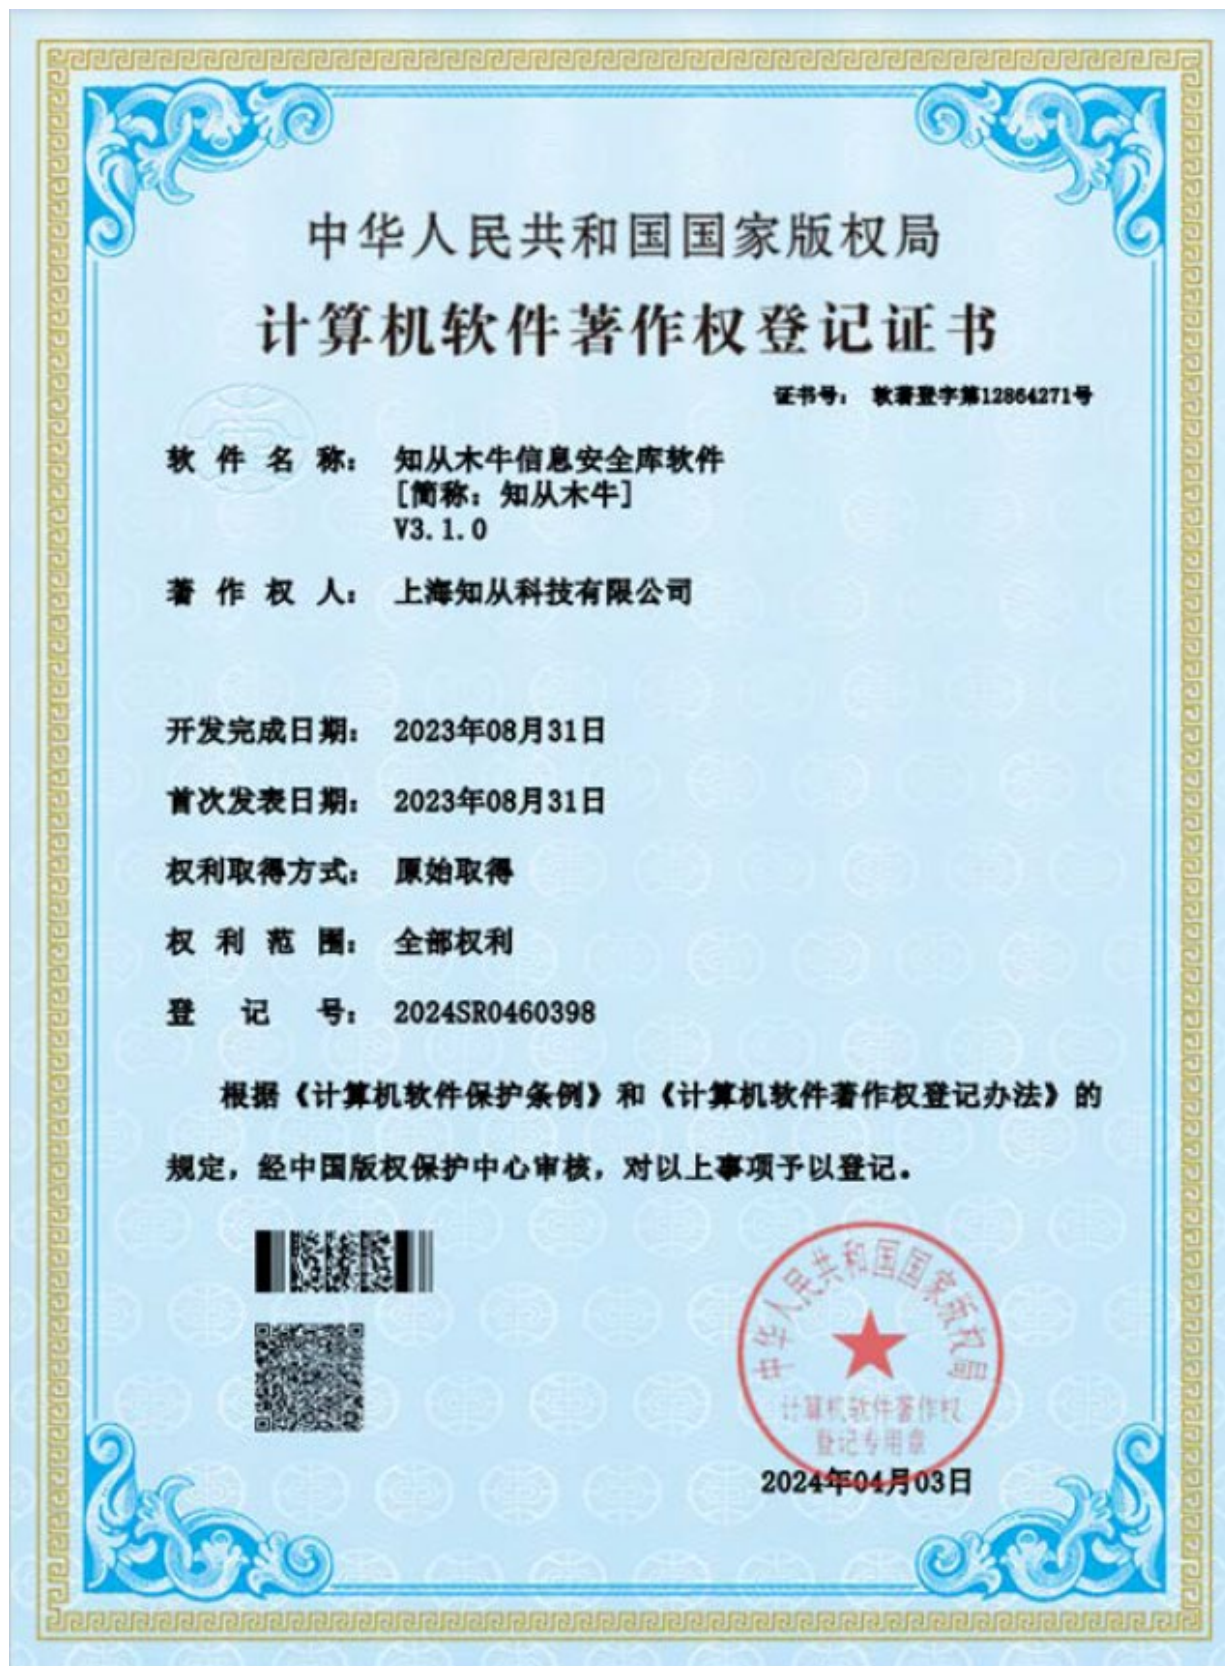 中华人民共和国国家版权局
计算机软件著作权登记证书
证书号： 软著登字第12864271号
软件名称： 知从木牛信息安全库软件
[简称：知从木牛]
V3.1.0
著作权人： 上海知从科技有限公司
开发完成日期： 2023年08月31日
首次发表日期： 2023年08月31日
权利取得方式： 原始取得
权利范围： 全部权利
登记号： 2024SR0460398
根据《计算机软件保护条例》和《计算机软件著作权登记办法》的
规定，经中国版权保护中心审核，对以上事项予以登记。
中华人民共和国国家版权局
计算机软件著作权
登记专用章
2024年04月03日